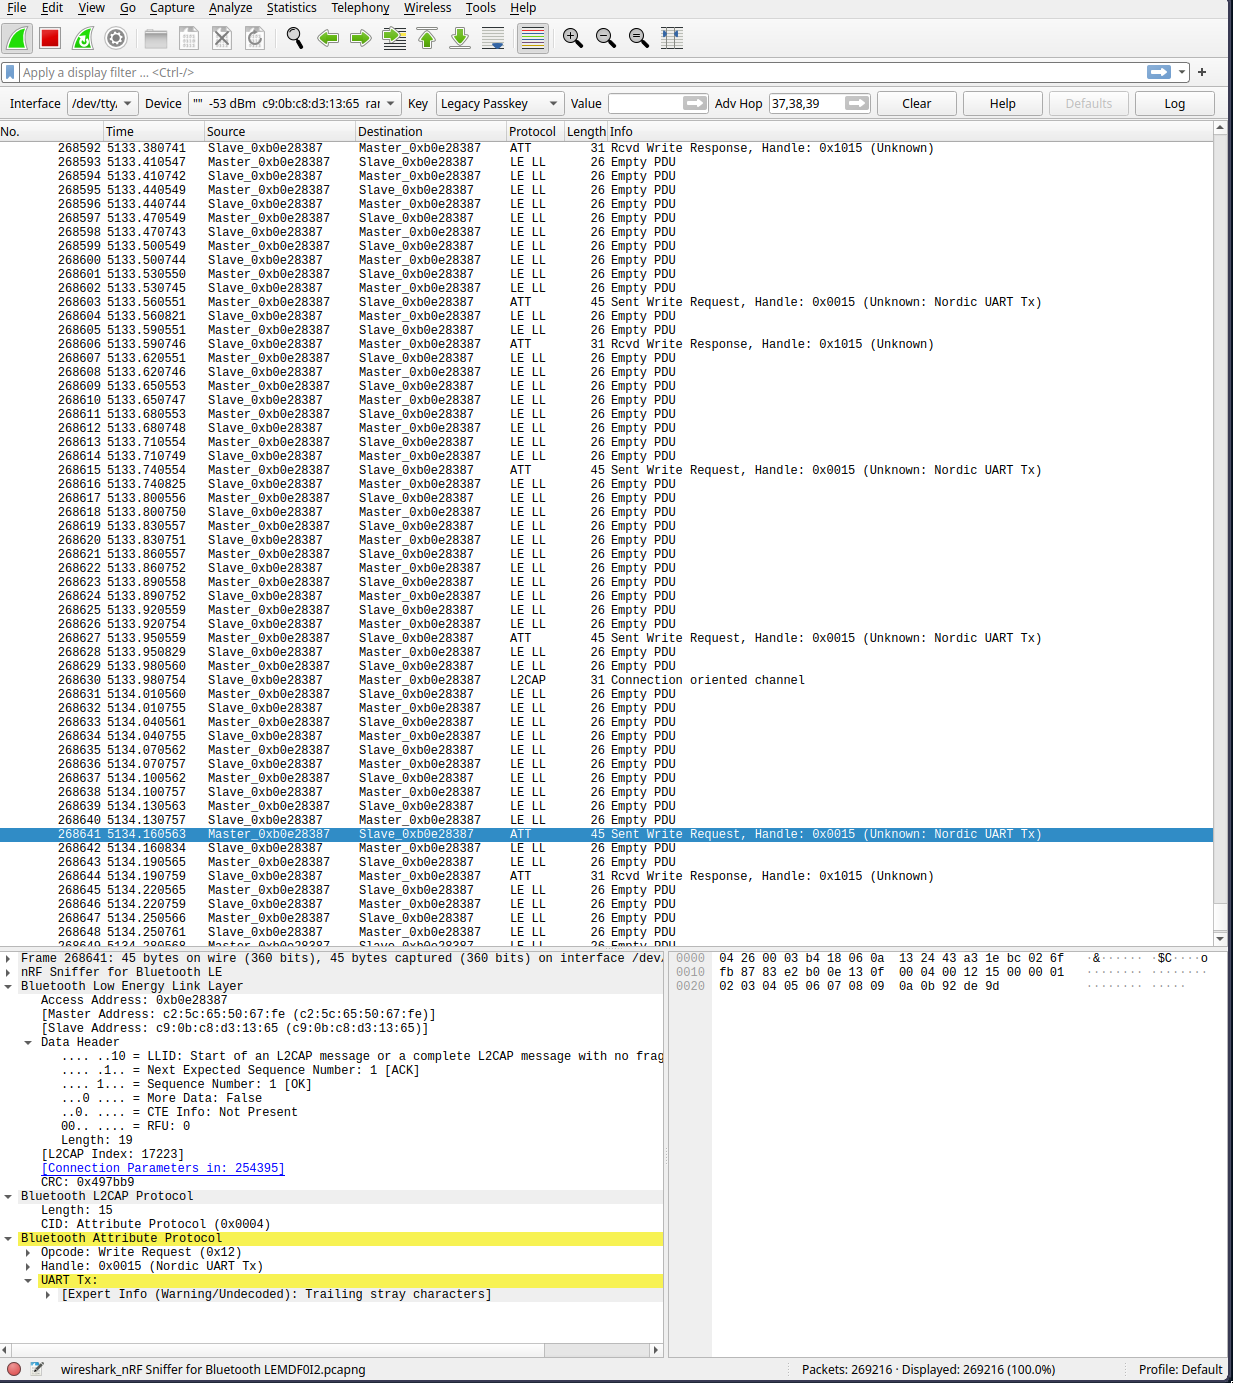 File Edit View Go Capture Analyze Statistics Telephony Wireless Tools Help
Apply a display filter ... <Ctrl-/>
Interface /dev/tty. Device "" -53 dBm c9:0b:c8:d3:13:65 rar Key Legacy Passkey Value Adv Hop 37,38,39 Clear Help Defaults Log
No. Time Source Destination Protocol Length Info
268592 5133.380741 Slave_0xb0e28387 Master_0xb0e28387 ATT 31 Rcvd Write Response, Handle: 0x1015 (Unknown)
268593 5133.410547 Master_0xb0e28387 Slave_0xb0e28387 LE LL 26 Empty PDU
268594 5133.410742 Slave_0xb0e28387 Master_0xb0e28387 LE LL 26 Empty PDU
268595 5133.440549 Master_0xb0e28387 Slave_0xb0e28387 LE LL 26 Empty PDU
268596 5133.440744 Slave_0xb0e28387 Master_0xb0e28387 LE LL 26 Empty PDU
268597 5133.470549 Master_0xb0e28387 Slave_0xb0e28387 LE LL 26 Empty PDU
268598 5133.470743 Slave_0xb0e28387 Master_0xb0e28387 LE LL 26 Empty PDU
268599 5133.500549 Master_0xb0e28387 Slave_0xb0e28387 LE LL 26 Empty PDU
268600 5133.500744 Slave_0xb0e28387 Master_0xb0e28387 LE LL 26 Empty PDU
268601 5133.530550 Master_0xb0e28387 Slave_0xb0e28387 LE LL 26 Empty PDU
268602 5133.530745 Slave_0xb0e28387 Master_0xb0e28387 LE LL 26 Empty PDU
268603 5133.560551 Master_0xb0e28387 Slave_0xb0e28387 ATT 45 Sent Write Request, Handle: 0x0015 (Unknown: Nordic UART Tx)
268604 5133.560821 Slave_0xb0e28387 Master_0xb0e28387 LE LL 26 Empty PDU
268605 5133.590551 Master_0xb0e28387 Slave_0xb0e28387 LE LL 26 Empty PDU
268606 5133.590746 Slave_0xb0e28387 Master_0xb0e28387 ATT 31 Rcvd Write Response, Handle: 0x1015 (Unknown)
268607 5133.620551 Master_0xb0e28387 Slave_0xb0e28387 LE LL 26 Empty PDU
268608 5133.620746 Slave_0xb0e28387 Master_0xb0e28387 LE LL 26 Empty PDU
268609 5133.650553 Master_0xb0e28387 Slave_0xb0e28387 LE LL 26 Empty PDU
268610 5133.650747 Slave_0xb0e28387 Master_0xb0e28387 LE LL 26 Empty PDU
268611 5133.680553 Master_0xb0e28387 Slave_0xb0e28387 LE LL 26 Empty PDU
268612 5133.680748 Slave_0xb0e28387 Master_0xb0e28387 LE LL 26 Empty PDU
268613 5133.710554 Master_0xb0e28387 Slave_0xb0e28387 LE LL 26 Empty PDU
268614 5133.710749 Slave_0xb0e28387 Master_0xb0e28387 LE LL 26 Empty PDU
268615 5133.740554 Master_0xb0e28387 Slave_0xb0e28387 ATT 45 Sent Write Request, Handle: 0x0015 (Unknown: Nordic UART Tx)
268616 5133.740825 Slave_0xb0e28387 Master_0xb0e28387 LE LL 26 Empty PDU
268617 5133.800556 Master_0xb0e28387 Slave_0xb0e28387 LE LL 26 Empty PDU
268618 5133.800750 Slave_0xb0e28387 Master_0xb0e28387 LE LL 26 Empty PDU
268619 5133.830557 Master_0xb0e28387 Slave_0xb0e28387 LE LL 26 Empty PDU
268620 5133.830751 Slave_0xb0e28387 Master_0xb0e28387 LE LL 26 Empty PDU
268621 5133.860557 Master_0xb0e28387 Slave_0xb0e28387 LE LL 26 Empty PDU
268622 5133.860752 Slave_0xb0e28387 Master_0xb0e28387 LE LL 26 Empty PDU
268623 5133.890558 Master_0xb0e28387 Slave_0xb0e28387 LE LL 26 Empty PDU
268624 5133.890752 Slave_0xb0e28387 Master_0xb0e28387 LE LL 26 Empty PDU
268625 5133.920559 Master_0xb0e28387 Slave_0xb0e28387 LE LL 26 Empty PDU
268626 5133.920754 Slave_0xb0e28387 Master_0xb0e28387 LE LL 26 Empty PDU
268627 5133.950559 Master_0xb0e28387 Slave_0xb0e28387 ATT 45 Sent Write Request, Handle: 0x0015 (Unknown: Nordic UART Tx)
268628 5133.950829 Slave_0xb0e28387 Master_0xb0e28387 LE LL 26 Empty PDU
268629 5133.980560 Master_0xb0e28387 Slave_0xb0e28387 LE LL 26 Empty PDU
268630 5133.980754 Slave_0xb0e28387 Master_0xb0e28387 L2CAP 31 Connection oriented channel
268631 5134.010560 Master_0xb0e28387 Slave_0xb0e28387 LE LL 26 Empty PDU
268632 5134.010755 Slave_0xb0e28387 Master_0xb0e28387 LE LL 26 Empty PDU
268633 5134.040561 Master_0xb0e28387 Slave_0xb0e28387 LE LL 26 Empty PDU
268634 5134.040755 Slave_0xb0e28387 Master_0xb0e28387 LE LL 26 Empty PDU
268635 5134.070562 Master_0xb0e28387 Slave_0xb0e28387 LE LL 26 Empty PDU
268636 5134.070757 Slave_0xb0e28387 Master_0xb0e28387 LE LL 26 Empty PDU
268637 5134.100562 Master_0xb0e28387 Slave_0xb0e28387 LE LL 26 Empty PDU
268638 5134.100757 Slave_0xb0e28387 Master_0xb0e28387 LE LL 26 Empty PDU
268639 5134.130563 Master_0xb0e28387 Slave_0xb0e28387 LE LL 26 Empty PDU
268640 5134.130757 Slave_0xb0e28387 Master_0xb0e28387 LE LL 26 Empty PDU
268641 5134.160563 Master_0xb0e28387 Slave_0xb0e28387 ATT 45 Sent Write Request, Handle: 0x0015 (Unknown: Nordic UART Tx)
268642 5134.160834 Slave_0xb0e28387 Master_0xb0e28387 LE LL 26 Empty PDU
268643 5134.190565 Master_0xb0e28387 Slave_0xb0e28387 LE LL 26 Empty PDU
268644 5134.190759 Slave_0xb0e28387 Master_0xb0e28387 ATT 31 Rcvd Write Response, Handle: 0x1015 (Unknown)
268645 5134.220565 Master_0xb0e28387 Slave_0xb0e28387 LE LL 26 Empty PDU
268646 5134.220759 Slave_0xb0e28387 Master_0xb0e28387 LE LL 26 Empty PDU
268647 5134.250566 Master_0xb0e28387 Slave_0xb0e28387 LE LL 26 Empty PDU
268648 5134.250761 Slave_0xb0e28387 Master_0xb0e28387 LE LL 26 Empty PDU
268649 5134.280568 Master_0xb0e28387 Slave_0xb0e28387 LE LL 26 Empty PDU
Frame 268641: 45 bytes on wire (360 bits), 45 bytes captured (360 bits) on interface /dev/
nRF Sniffer for Bluetooth LE
Bluetooth Low Energy Link Layer
Access Address: 0xb0e28387
[Master Address: c2:5c:65:50:67:fe (c2:5c:65:50:67:fe)]
[Slave Address: c9:0b:c8:d3:13:65 (c9:0b:c8:d3:13:65)]
Data Header
.... ..10 = LLID: Start of an L2CAP message or a complete L2CAP message with no frag
.... .1.. = Next Expected Sequence Number: 1 [ACK]
.... 1... = Sequence Number: 1 [OK]
...0 .... = More Data: False
..0. .... = CTE Info: Not Present
00.. .... = RFU: 0
Length: 19
[L2CAP Index: 17223]
[Connection Parameters in: 254395]
CRC: 0x497bb9
Bluetooth L2CAP Protocol
Length: 15
CID: Attribute Protocol (0x0004)
Bluetooth Attribute Protocol
Opcode: Write Request (0x12)
Handle: 0x0015 (Nordic UART Tx)
UART Tx:
[Expert Info (Warning/Undecoded): Trailing stray characters]
0000 04 26 00 03 b4 18 06 0a 13 24 43 a3 1e bc 02 6f ·&······ ·$C····o
0010 fb 87 83 e2 b0 0e 13 0f 00 04 00 12 15 00 00 01 ········ ········
0020 02 03 04 05 06 07 08 09 0a 0b 92 de 9d ········ ·····
wireshark_nRF Sniffer for Bluetooth LEMDF0I2.pcapng Packets: 269216 · Displayed: 269216 (100.0%) Profile: Default